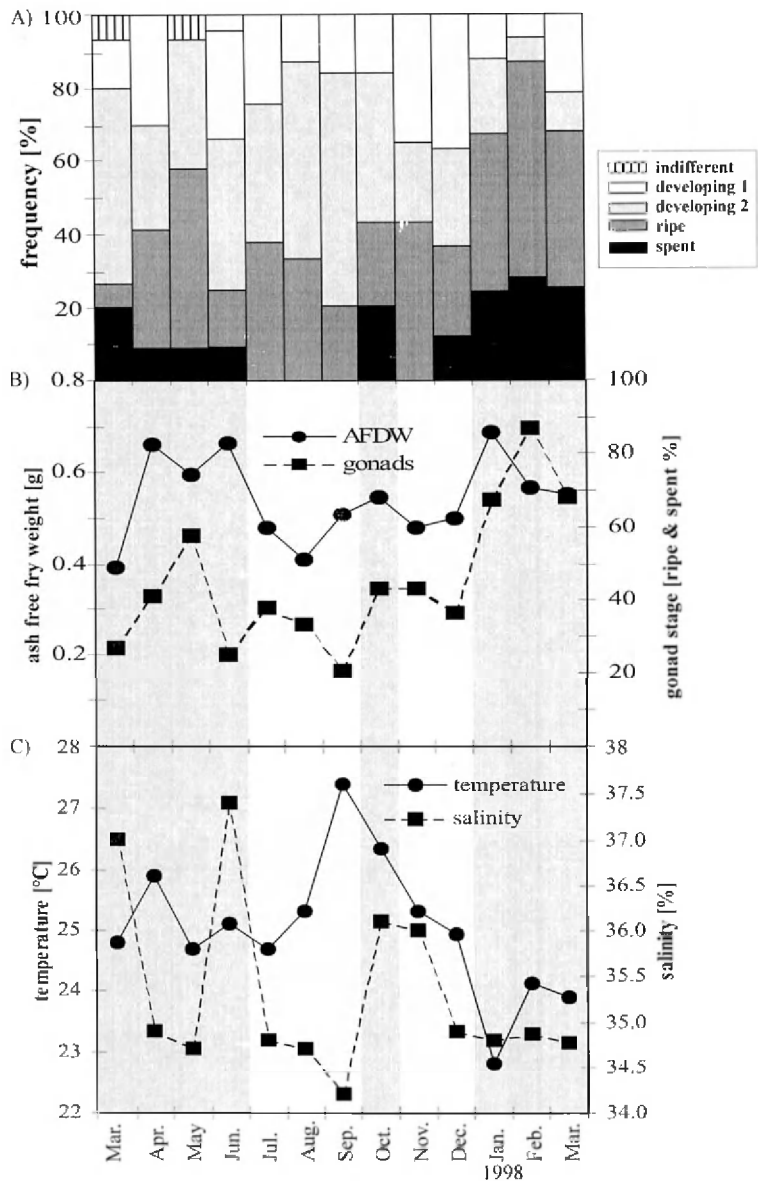 A)
100
80
60
40
20
frequency [%]
indifferent
developing 1
developing 2
ripe
spent
B)
0.8
0.6
0.4
0.2
ash free fry weight [g]
AFDW
gonads
100
80
60
40
20
gonad stage [ripe & spent %]
C)
28
27
26
25
24
23
22
temperature [°C]
temperature
salinity
38
37.5
37.0
36.5
36.0
35.5
35.0
34.5
34.0
salinity [%]
Mar. Apr. May Jun. Jul. Aug. Sep. Oct. Nov. Dec. Jan. Feb. Mar.
1998